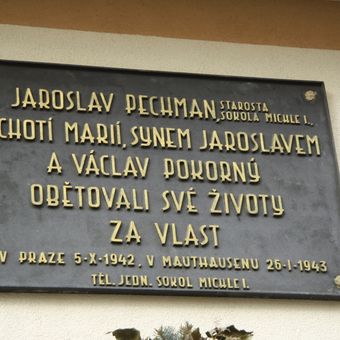 JAROSLAV PECHMAN, STAROSTA SOKOLA MICHLE I.,
CHOTÍ MARIÍ, SYNEM JAROSLAVEM
A VÁCLAV POKORNÝ
OBĚTOVALI SVÉ ŽIVOTY
ZA VLAST
V PRAZE 5-X-1942, V MAUTHAUSENU 26-I-1943
TĚL. JEDN. SOKOL MICHLE I.